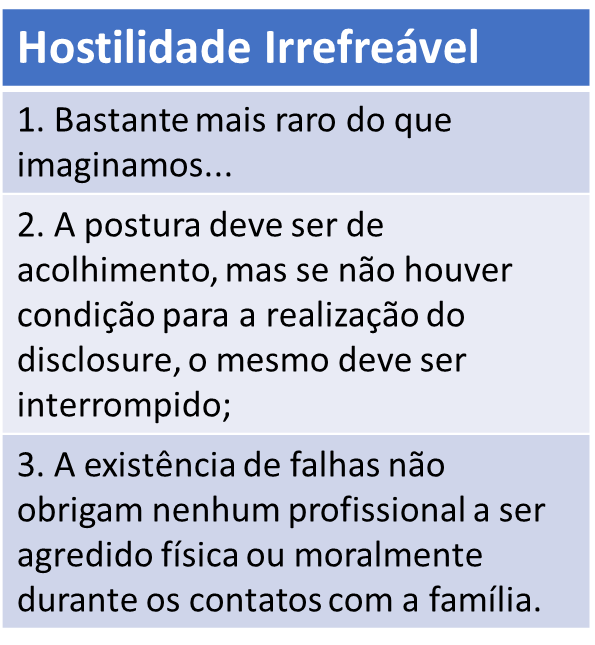 Hostilidade Irrefreável
1. Bastante mais raro do que
imaginamos...
2. A postura deve ser de
acolhimento, mas se não houver
condição para a realização do
disclosure, o mesmo deve ser
interrompido;
3. A existência de falhas não
obrigam nenhum profissional a ser
agredido física ou moralmente
durante os contatos com a família.